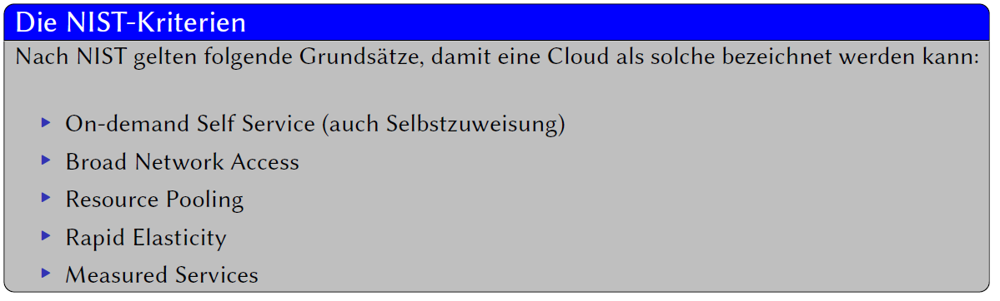 Die NIST-Kriterien
Nach NIST gelten folgende Grundsätze, damit eine Cloud als solche bezeichnet werden kann:
On-demand Self Service (auch Selbstzuweisung)
Broad Network Access
Resource Pooling
Rapid Elasticity
Measured Services